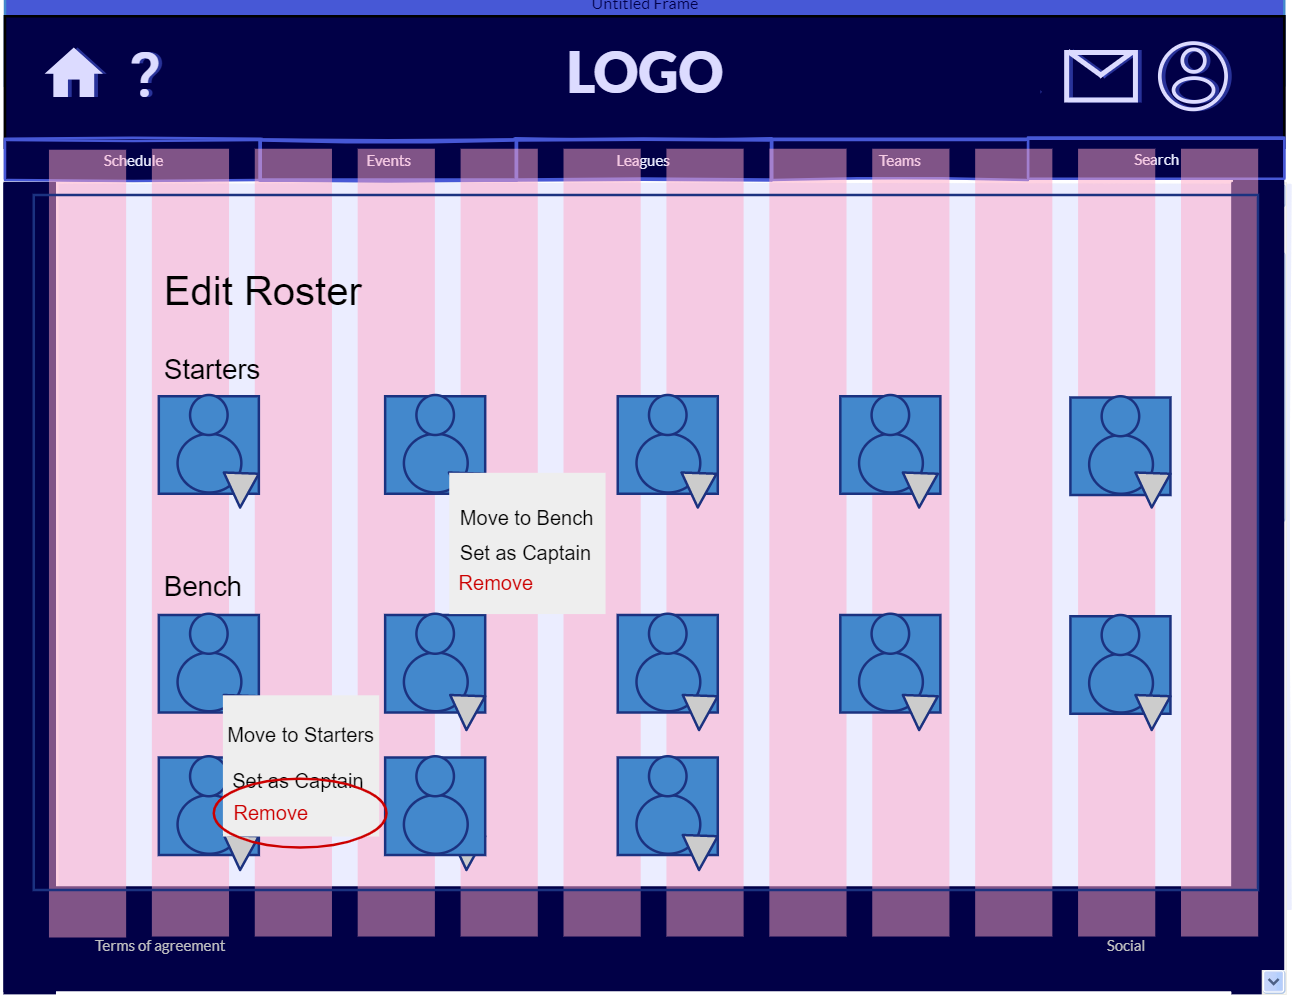 Untitled Frame
?
LOGO
Schedule
Events
Leagues
Teams
Search
Edit Roster
Starters
Move to Bench
Set as Captain
Remove
Bench
Move to Starters
Set as Captain
Remove
Terms of agreement
Social